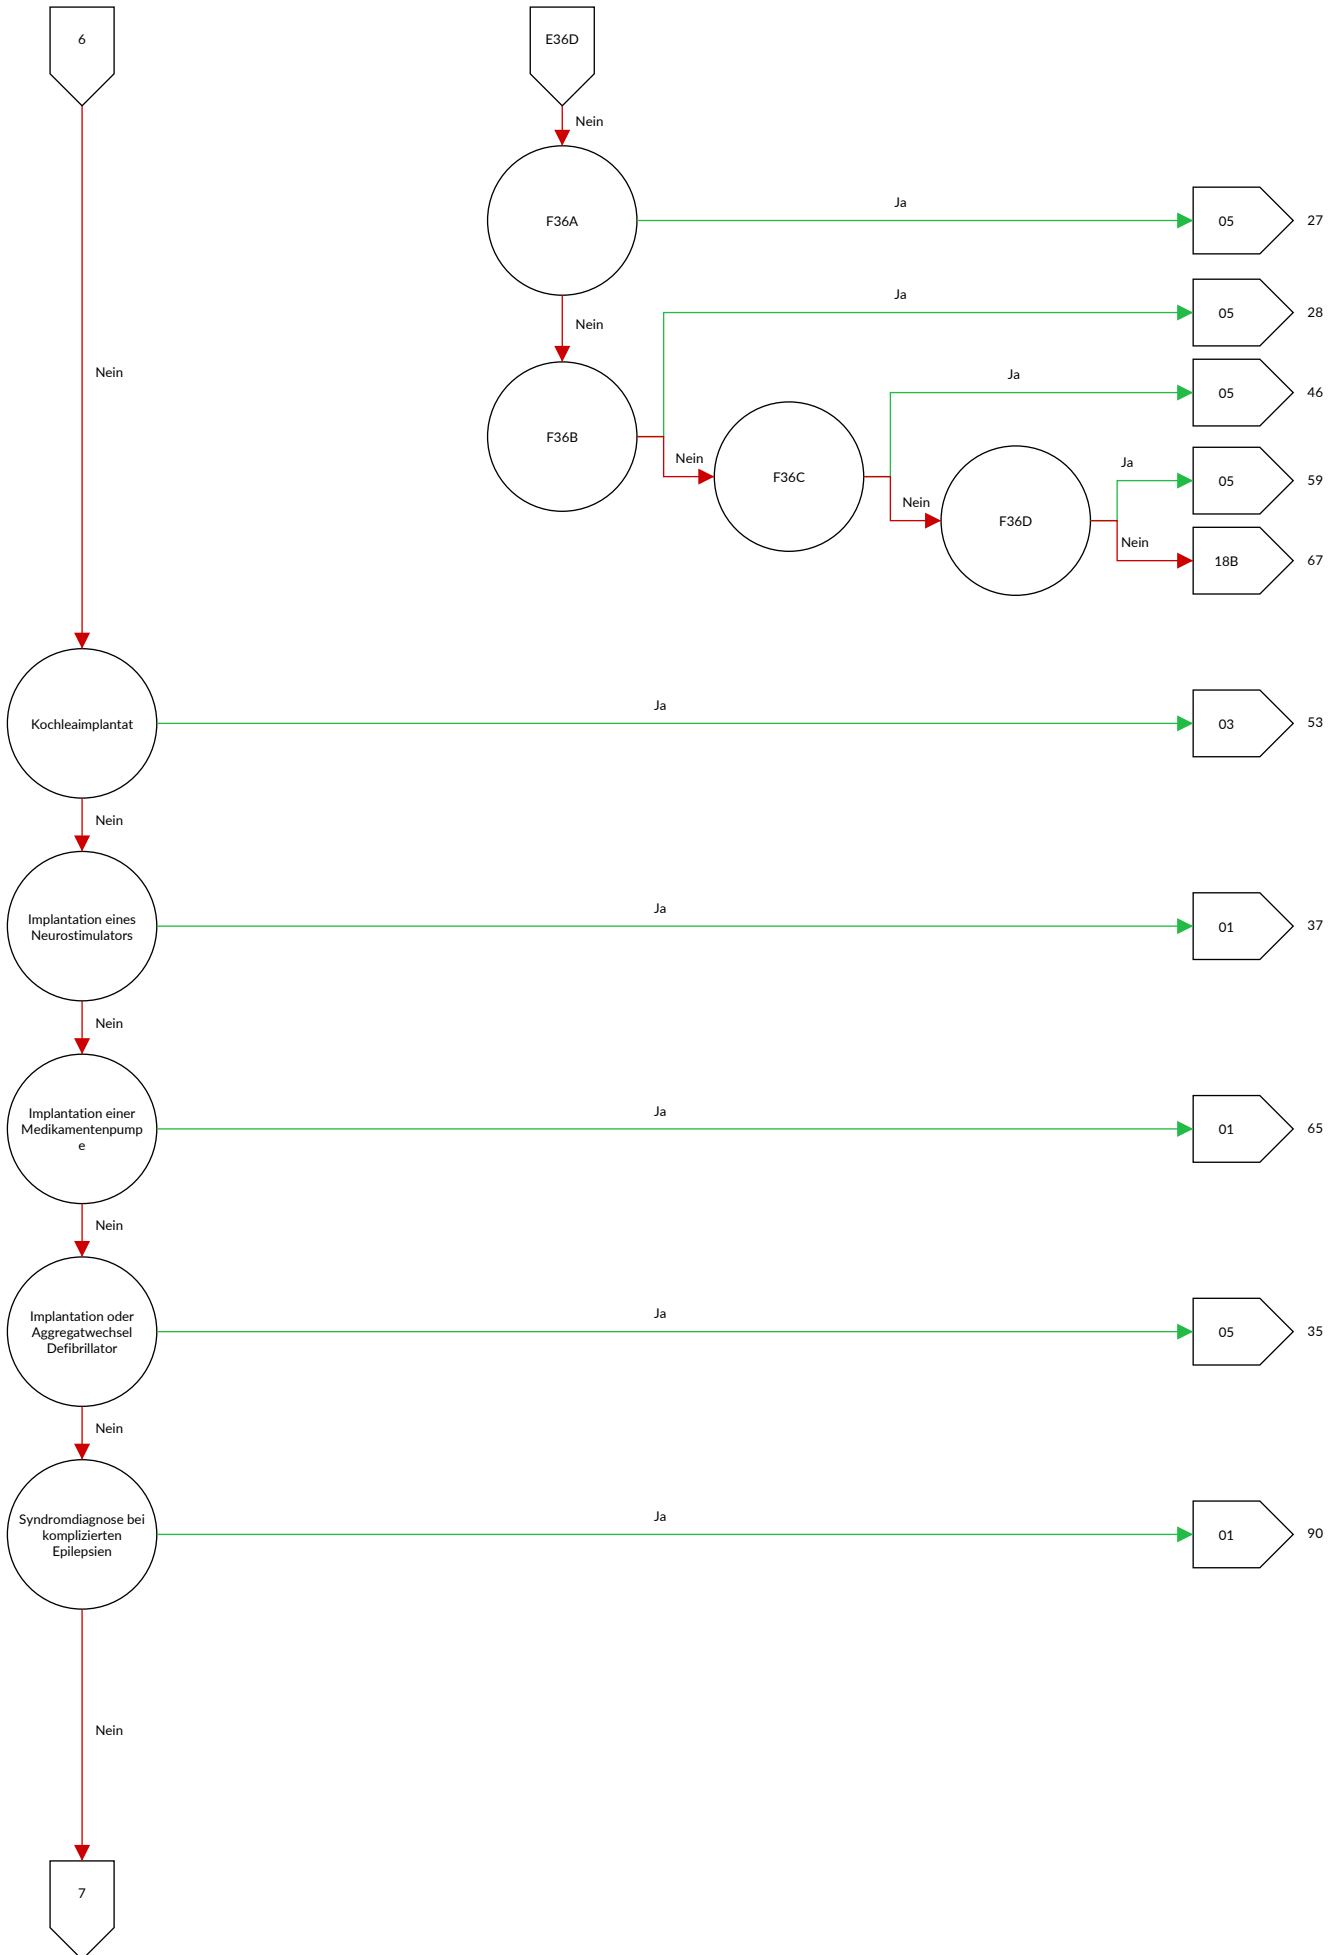 6
E36D
Nein
F36A
Ja
05
27
Nein
Ja
05
28
F36B
Nein
Nein
F36C
Ja
05
46
Nein
F36D
Ja
05
59
Nein
18B
67
Kochleaimplantat
Ja
03
53
Nein
Implantation eines
Neurostimulators
Ja
01
37
Nein
Implantation einer
Medikamentenpump
e
Ja
01
65
Nein
Implantation oder
Aggregatwechsel
Defibrillator
Ja
05
35
Nein
Syndromdiagnose bei
komplizierten
Epilepsien
Ja
01
90
Nein
7